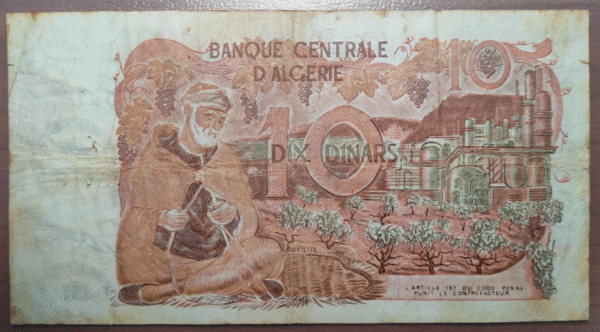 BANQUE CENTRALE
D'ALGERIE
10
10
DIX DINARS
L'ARTICLE 197 DU CODE PENAL
PUNIT LE CONTREFACTEUR